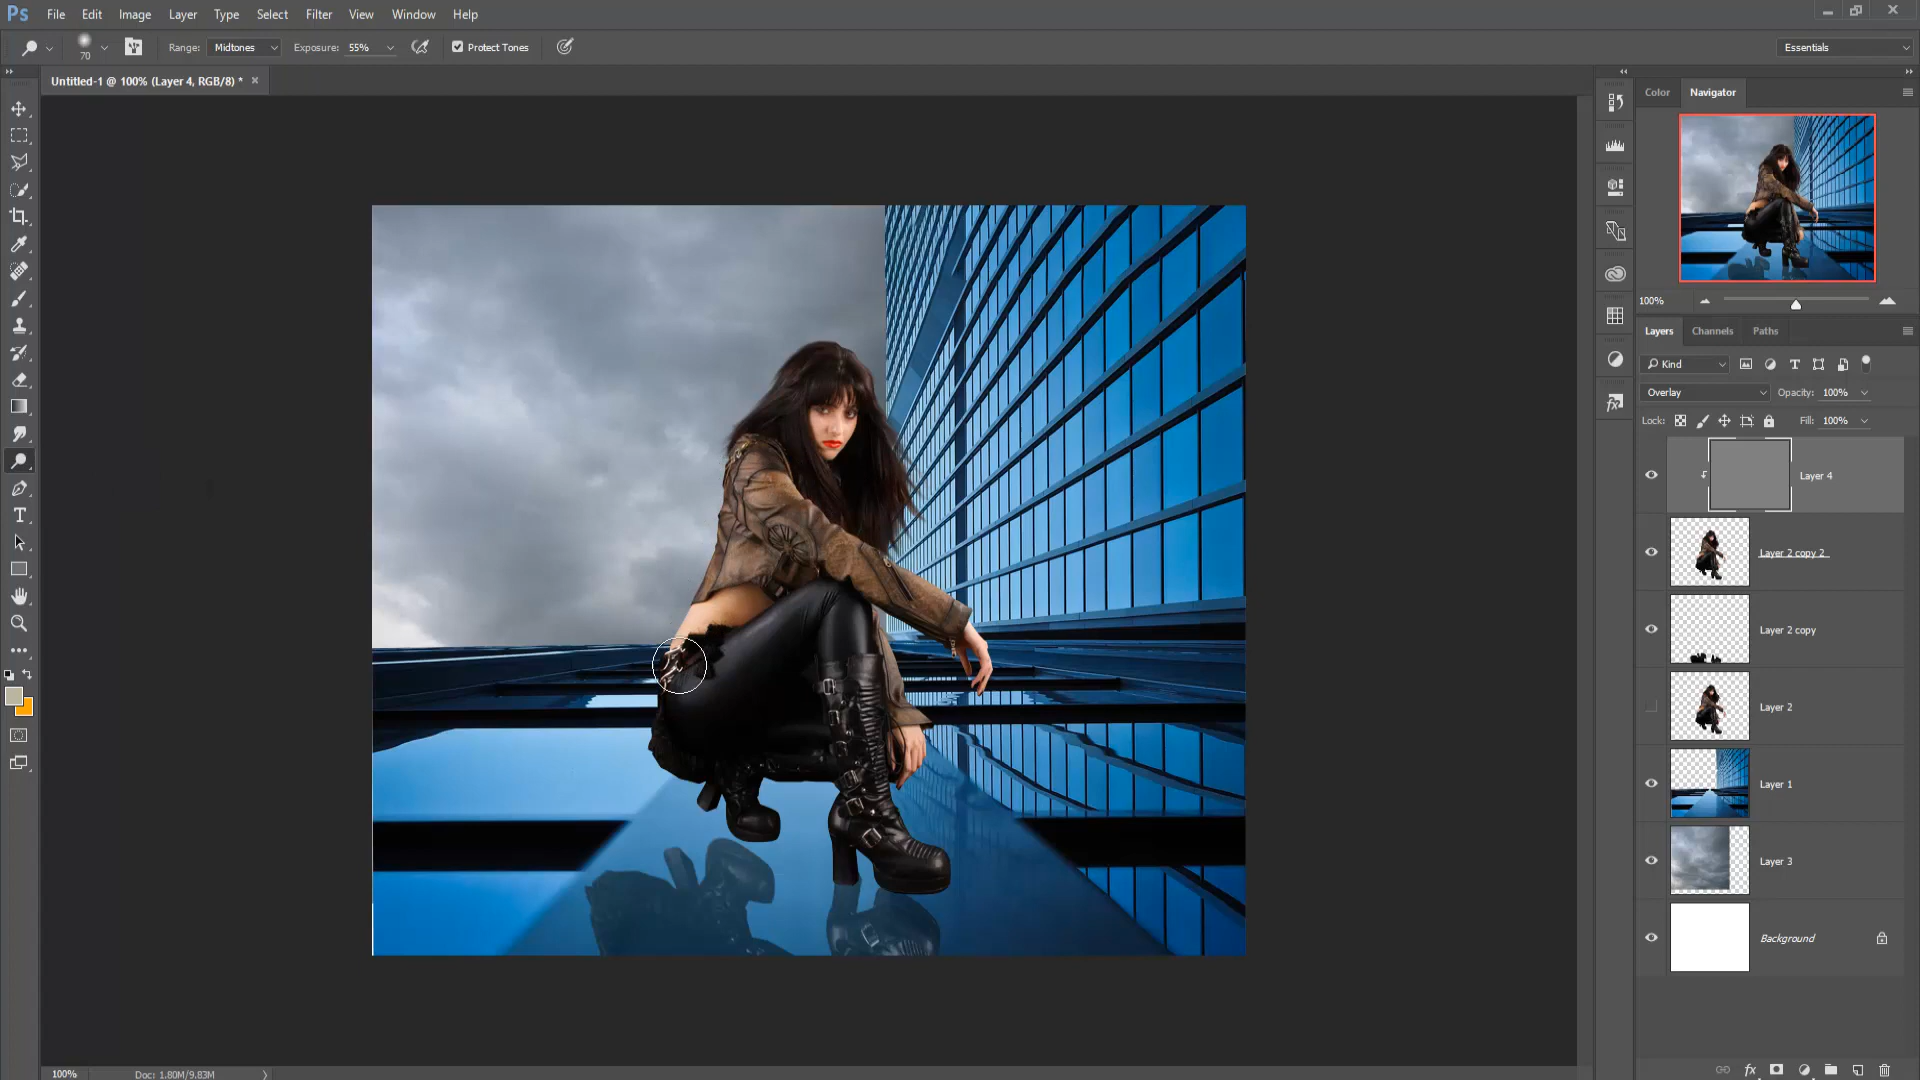 Ps File Edit Image Layer Type Select Filter View Window Help
70 Range: Midtones Exposure: 55% Protect Tones Essentials
Untitled-1 @ 100% (Layer 4, RGB/8) * ×
Color Navigator
100%
Layers Channels Paths
Kind
Overlay Opacity: 100%
Lock: Fill: 100%
Layer 4
Layer 2 copy 2
Layer 2 copy
Layer 2
Layer 1
Layer 3
Background
100% Doc: 1.80M/9.83M